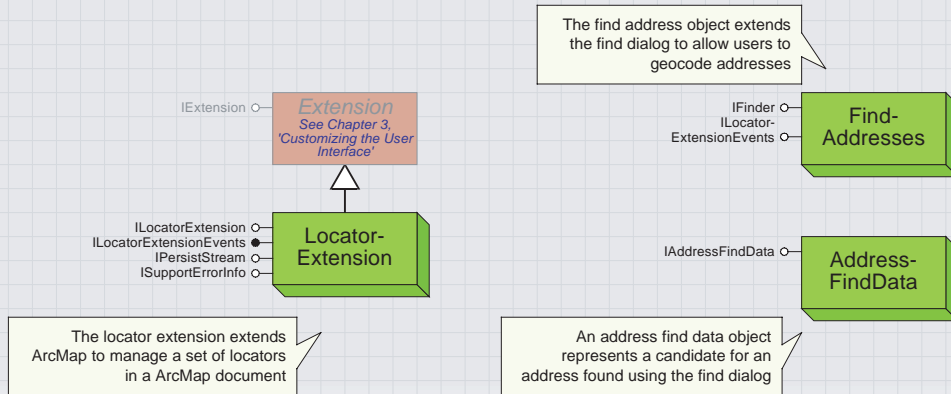 The find address object extends
the find dialog to allow users to
geocode addresses
IExtension
Extension
See Chapter 3,
'Customizing the User
Interface'
IFinder
ILocator-
ExtensionEvents
Find-
Addresses
ILocatorExtension
ILocatorExtensionEvents
IPersistStream
ISupportErrorInfo
Locator-
Extension
IAddressFindData
Address-
FindData
The locator extension extends
ArcMap to manage a set of locators
in a ArcMap document
An address find data object
represents a candidate for an
address found using the find dialog